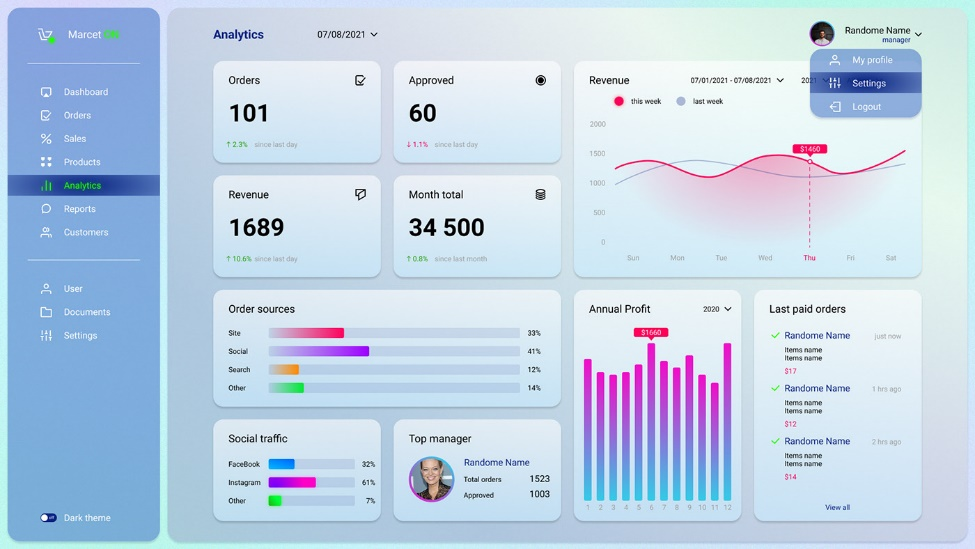 Marcet
Dashboard
Orders
Sales
Products
Analytics
Reports
Customers
User
Documents
Settings
Dark theme
Analytics
07/08/2021
Randome Name
manager
My profile
Settings
Logout
Orders
101
↑ 2.3% since last day
Approved
60
↓ 1.1% since last day
Revenue
1689
↑ 10.6% since last day
Month total
34 500
↑ 0.8% since last month
Revenue
07/01/2021 - 07/08/2021
this week
last week
2000
1500
1000
500
0
$1460
Sun Mon Tue Wed Thu Fri Sat
Order sources
Site 33%
Social 41%
Search 12%
Other 14%
Social traffic
FaceBook 32%
Instagram 61%
Other 7%
Top manager
Randome Name
Total orders 1523
Approved 1003
Annual Profit
2020
$1660
1 2 3 4 5 6 7 8 9 10 11 12
Last paid orders
Randome Name just now
Items name
Items name
$17
Randome Name 1 hrs ago
Items name
Items name
$12
Randome Name 2 hrs ago
Items name
Items name
$14
View all